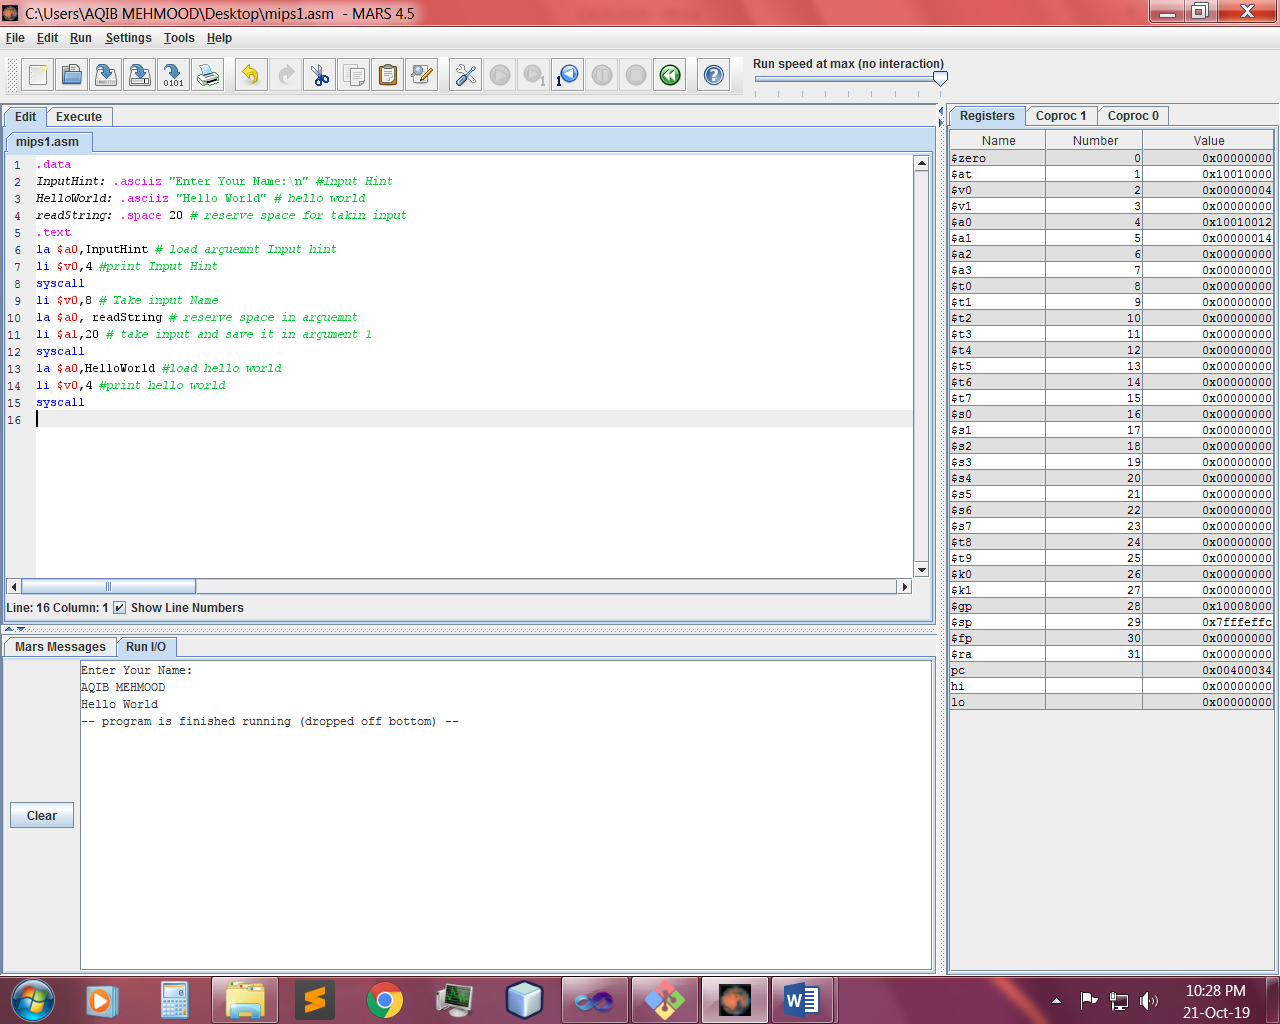 C:\Users\AQIB MEHMOOD\Desktop\mips1.asm - MARS 4.5
File Edit Run Settings Tools Help
Run speed at max (no interaction)
Edit Execute
mips1.asm
1 .data
2 InputHint: .asciiz "Enter Your Name:\n" #Input Hint
3 HelloWorld: .asciiz "Hello World" # hello world
4 readString: .space 20 # reserve space for takin input
5 .text
6 la $a0,InputHint # load arguemnt Input hint
7 li $v0,4 #print Input Hint
8 syscall
9 li $v0,8 # Take input Name
10 la $a0, readString # reserve space in arguemnt
11 li $a1,20 # take input and save it in argument 1
12 syscall
13 la $a0,HelloWorld #load hello world
14 li $v0,4 #print hello world
15 syscall
16
Line: 16 Column: 1 Show Line Numbers
Mars Messages Run I/O
Enter Your Name:
AQIB MEHMOOD
Hello World
-- program is finished running (dropped off bottom) --
Clear
Registers Coproc 1 Coproc 0
Name Number Value
$zero 0 0x00000000
$at 1 0x10010000
$v0 2 0x00000004
$v1 3 0x00000000
$a0 4 0x10010012
$a1 5 0x00000014
$a2 6 0x00000000
$a3 7 0x00000000
$t0 8 0x00000000
$t1 9 0x00000000
$t2 10 0x00000000
$t3 11 0x00000000
$t4 12 0x00000000
$t5 13 0x00000000
$t6 14 0x00000000
$t7 15 0x00000000
$s0 16 0x00000000
$s1 17 0x00000000
$s2 18 0x00000000
$s3 19 0x00000000
$s4 20 0x00000000
$s5 21 0x00000000
$s6 22 0x00000000
$s7 23 0x00000000
$t8 24 0x00000000
$t9 25 0x00000000
$k0 26 0x00000000
$k1 27 0x00000000
$gp 28 0x10008000
$sp 29 0x7fffeffc
$fp 30 0x00000000
$ra 31 0x00000000
pc 0x00400034
hi 0x00000000
lo 0x00000000
10:28 PM
21-Oct-19